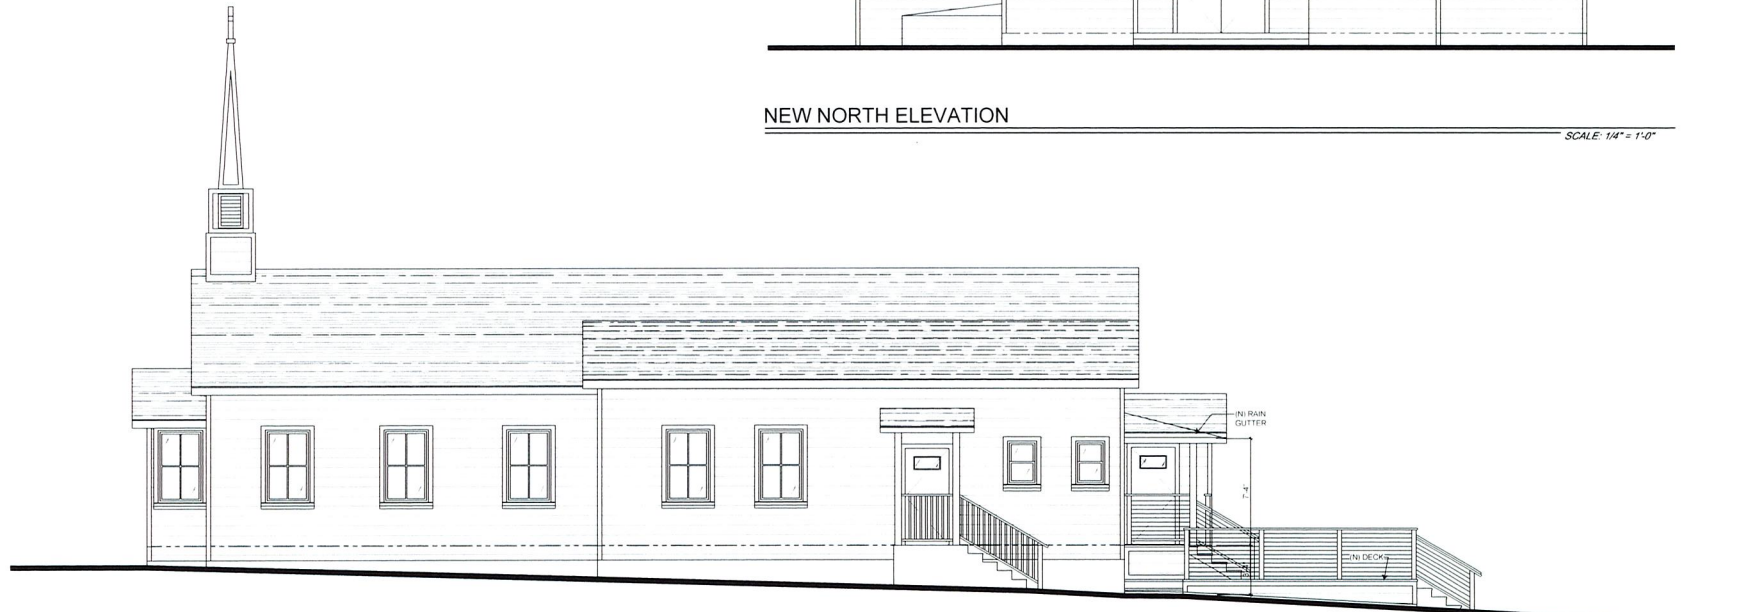 NEW NORTH ELEVATION
SCALE: 1/4" = 1'-0"
(N) RAIN
GUTTER
7'-4"
(N) DECK